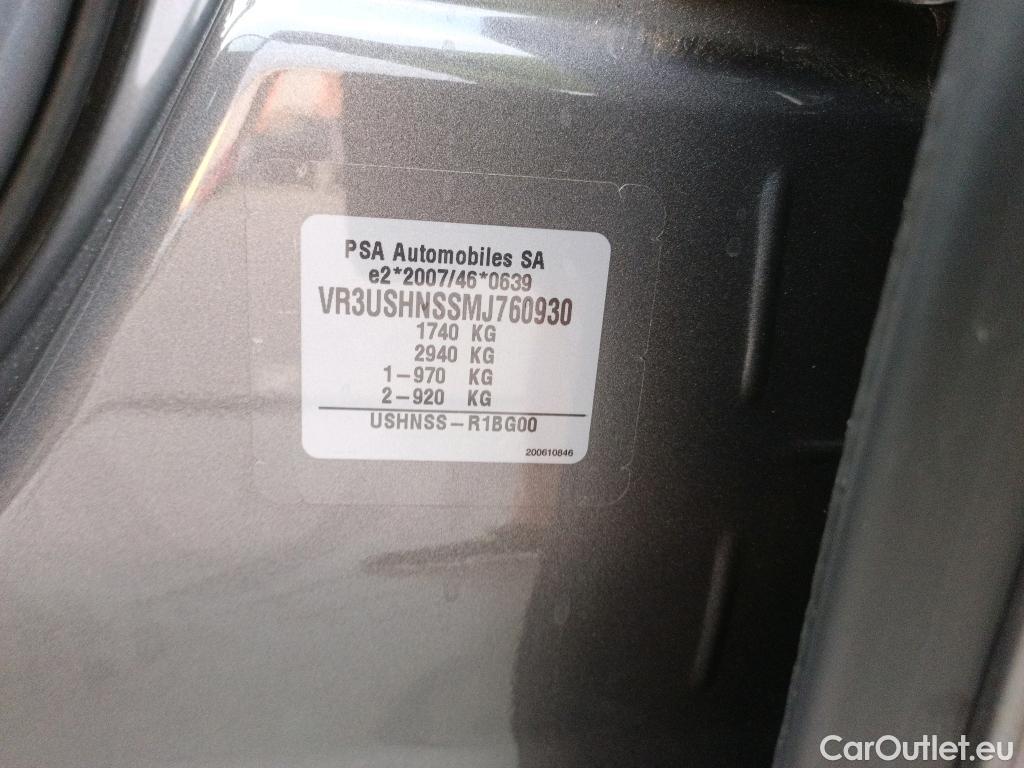 PSA Automobiles SA
e2*2007/46*0639
VR3USHNSSMJ760930
1740 KG
2940 KG
1-970 KG
2-920 KG
USHNSS-R1BG00
200610846
CarOutlet.eu